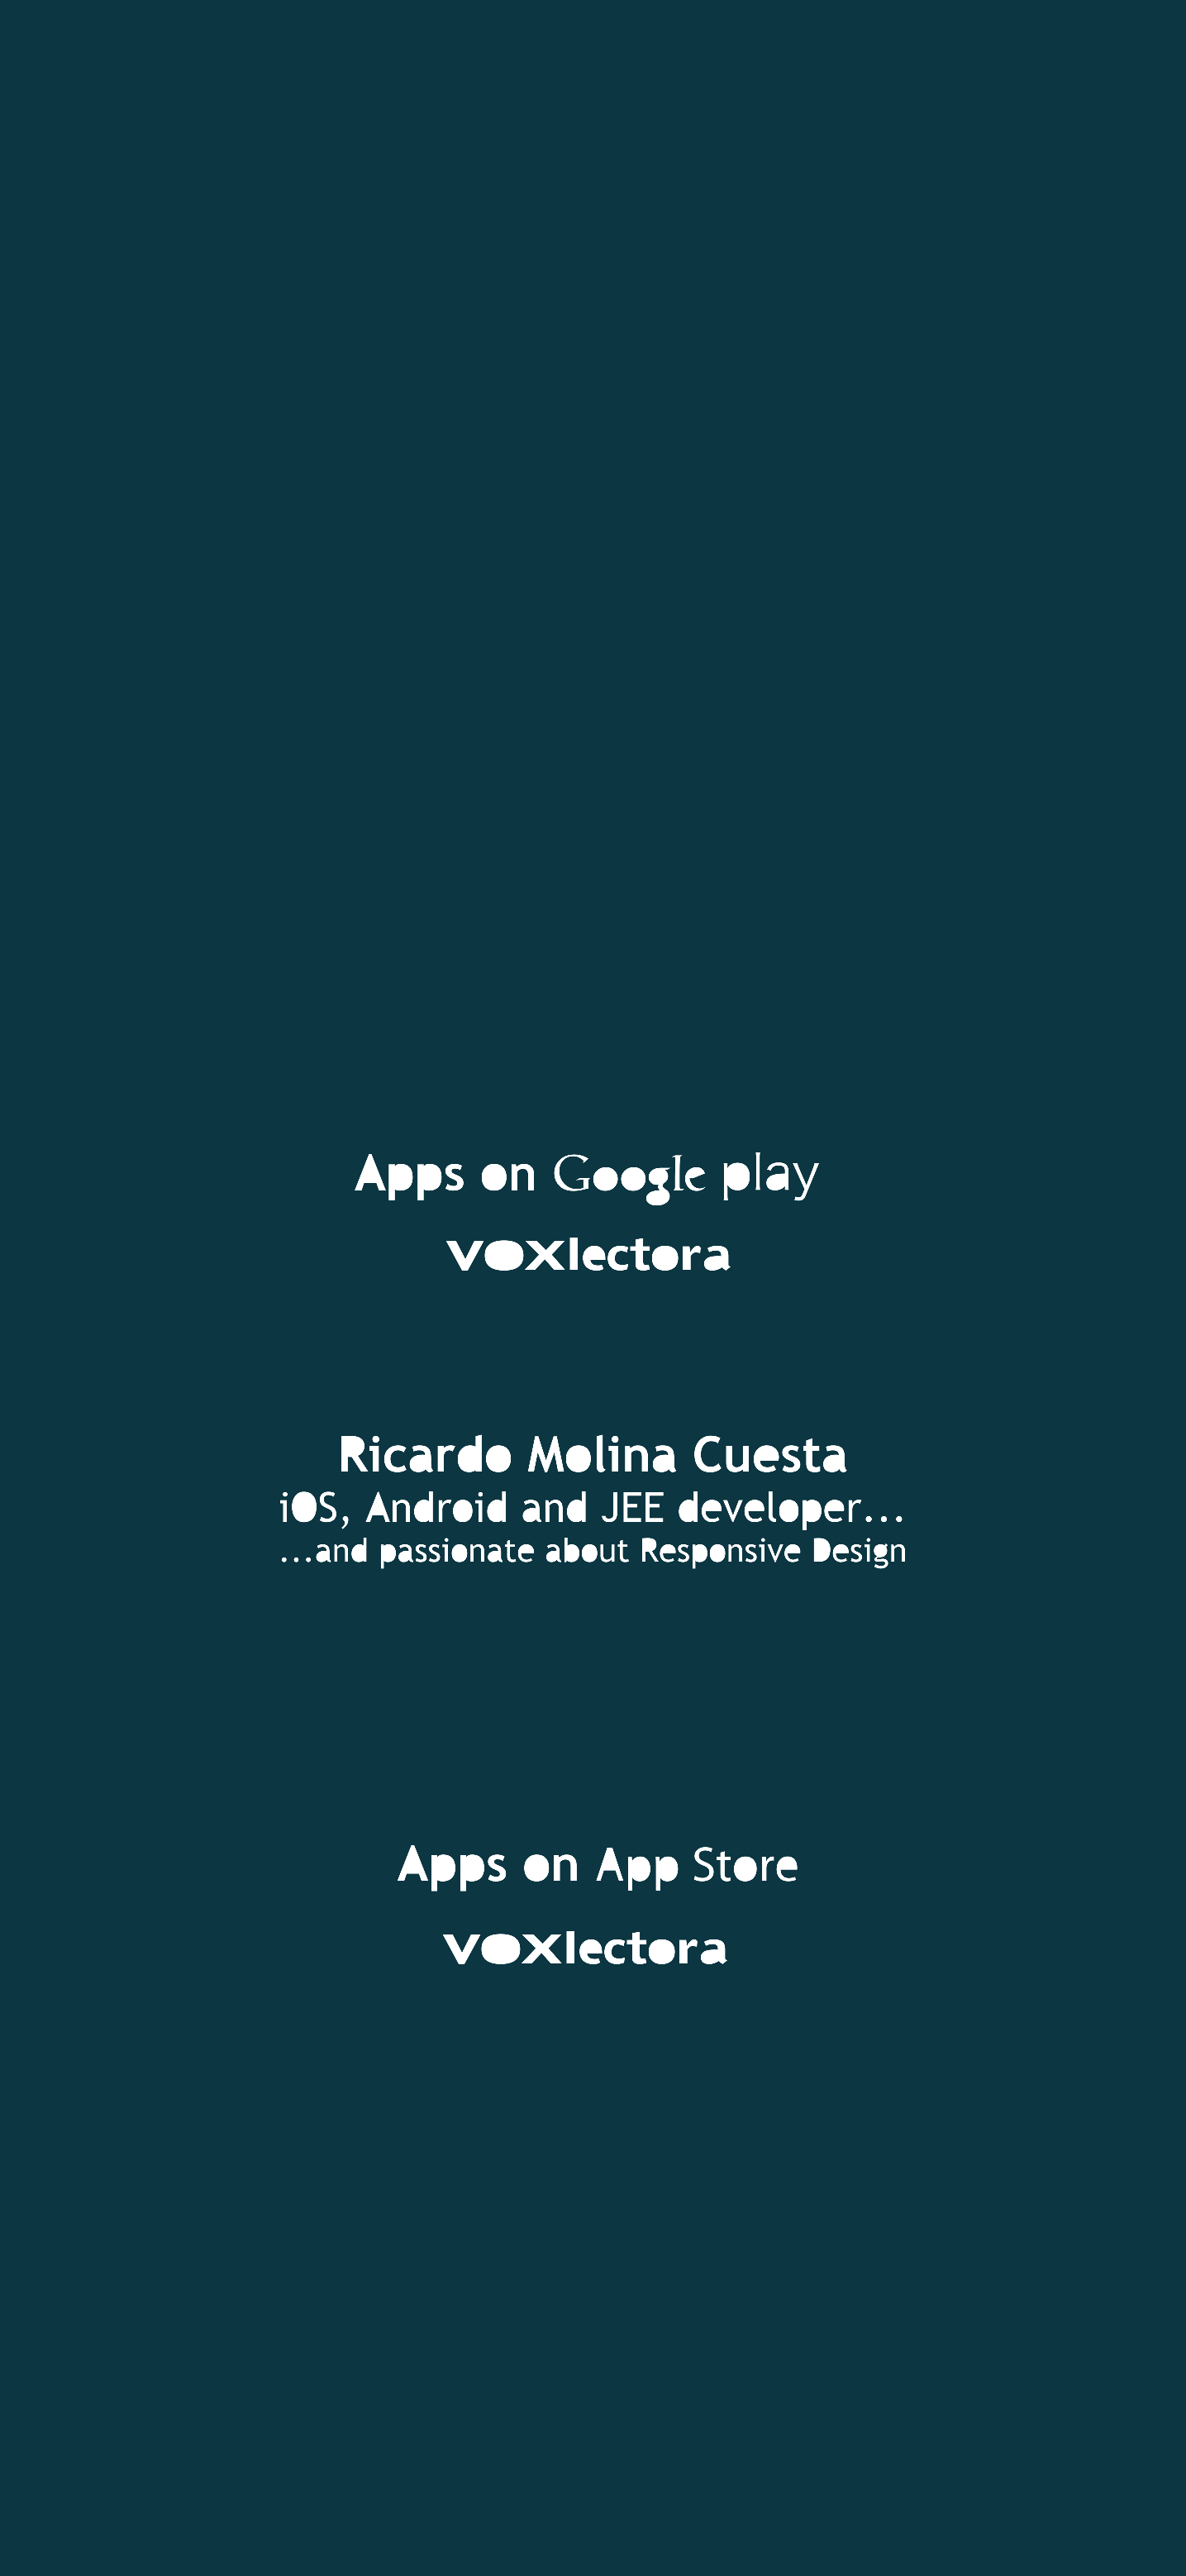 Apps on Google play
VOXlectora
Ricardo Molina Cuesta
iOS, Android and JEE developer...
...and passionate about Responsive Design
Apps on App Store
VOXlectora